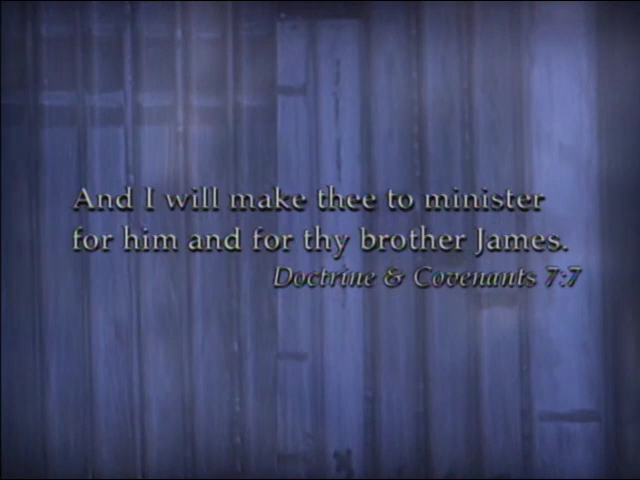 And I will make thee to minister
for him and for thy brother James.
Doctrine & Covenants 7:7